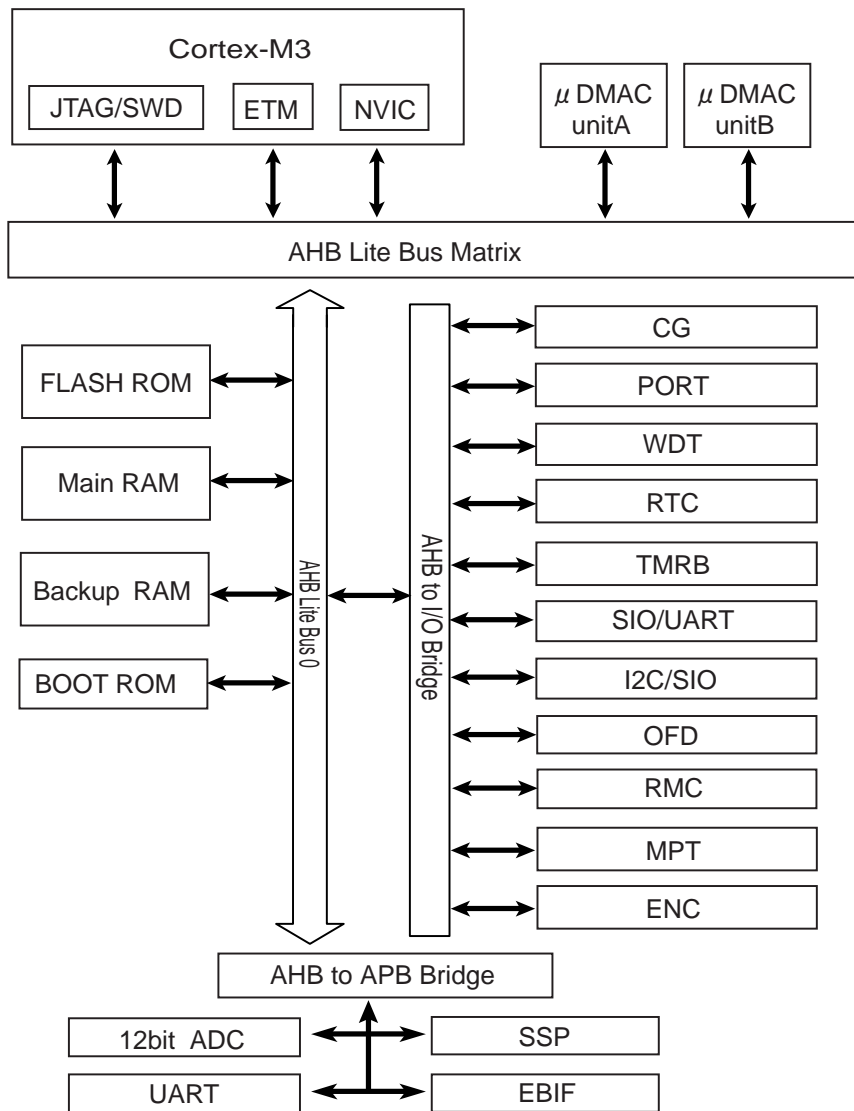 Cortex-M3
JTAG/SWD
ETM
NVIC
μ DMAC
unitA
μ DMAC
unitB
AHB Lite Bus Matrix
FLASH ROM
Main RAM
Backup RAM
BOOT ROM
AHB Lite Bus 0
AHB to I/O Bridge
CG
PORT
WDT
RTC
TMRB
SIO/UART
I2C/SIO
OFD
RMC
MPT
ENC
AHB to APB Bridge
12bit ADC
SSP
UART
EBIF